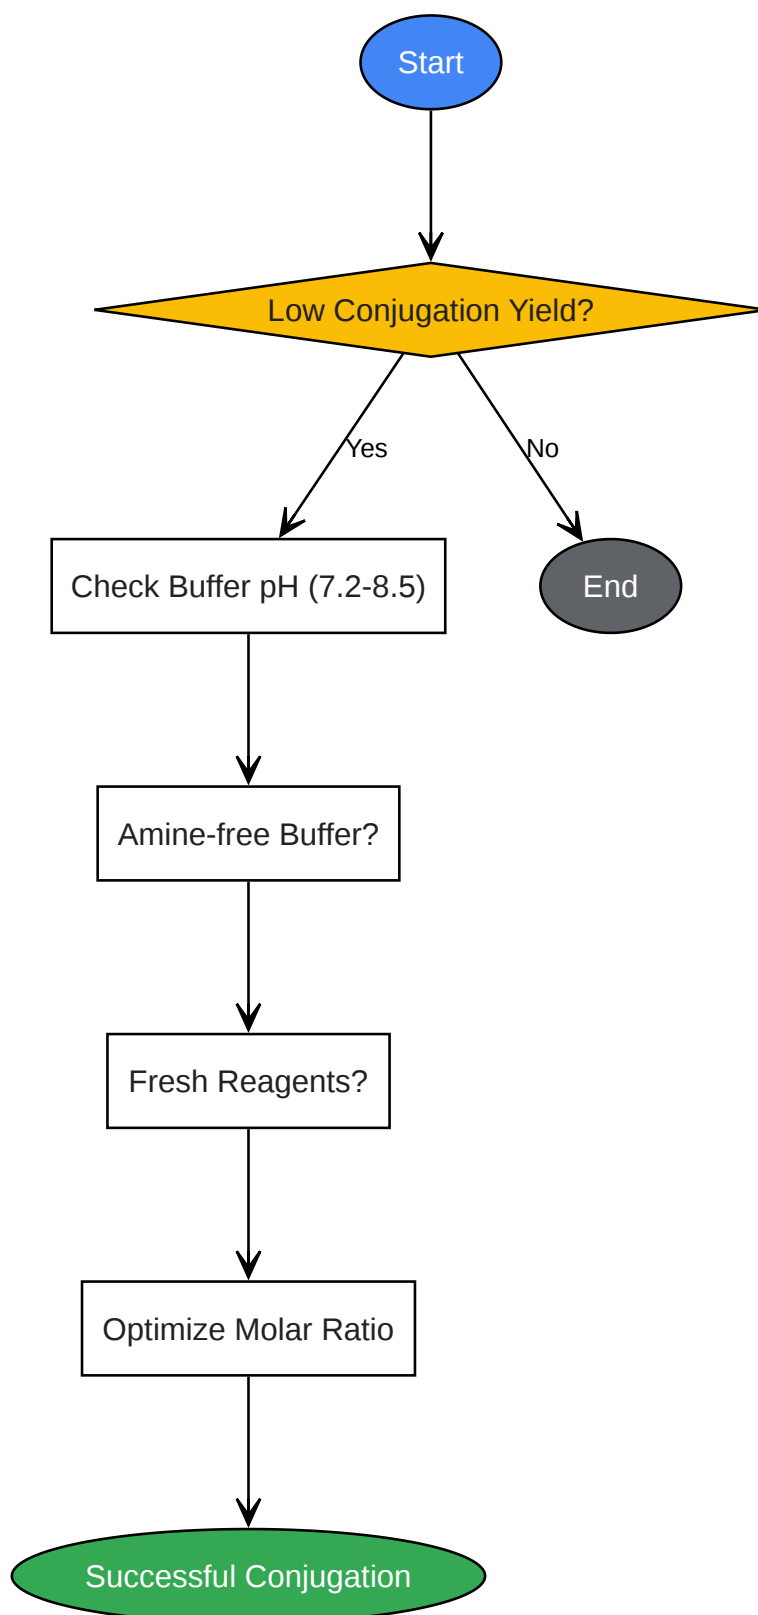 Start
Low Conjugation Yield?
Yes
No
Check Buffer pH (7.2-8.5)
End
Amine-free Buffer?
Fresh Reagents?
Optimize Molar Ratio
Successful Conjugation